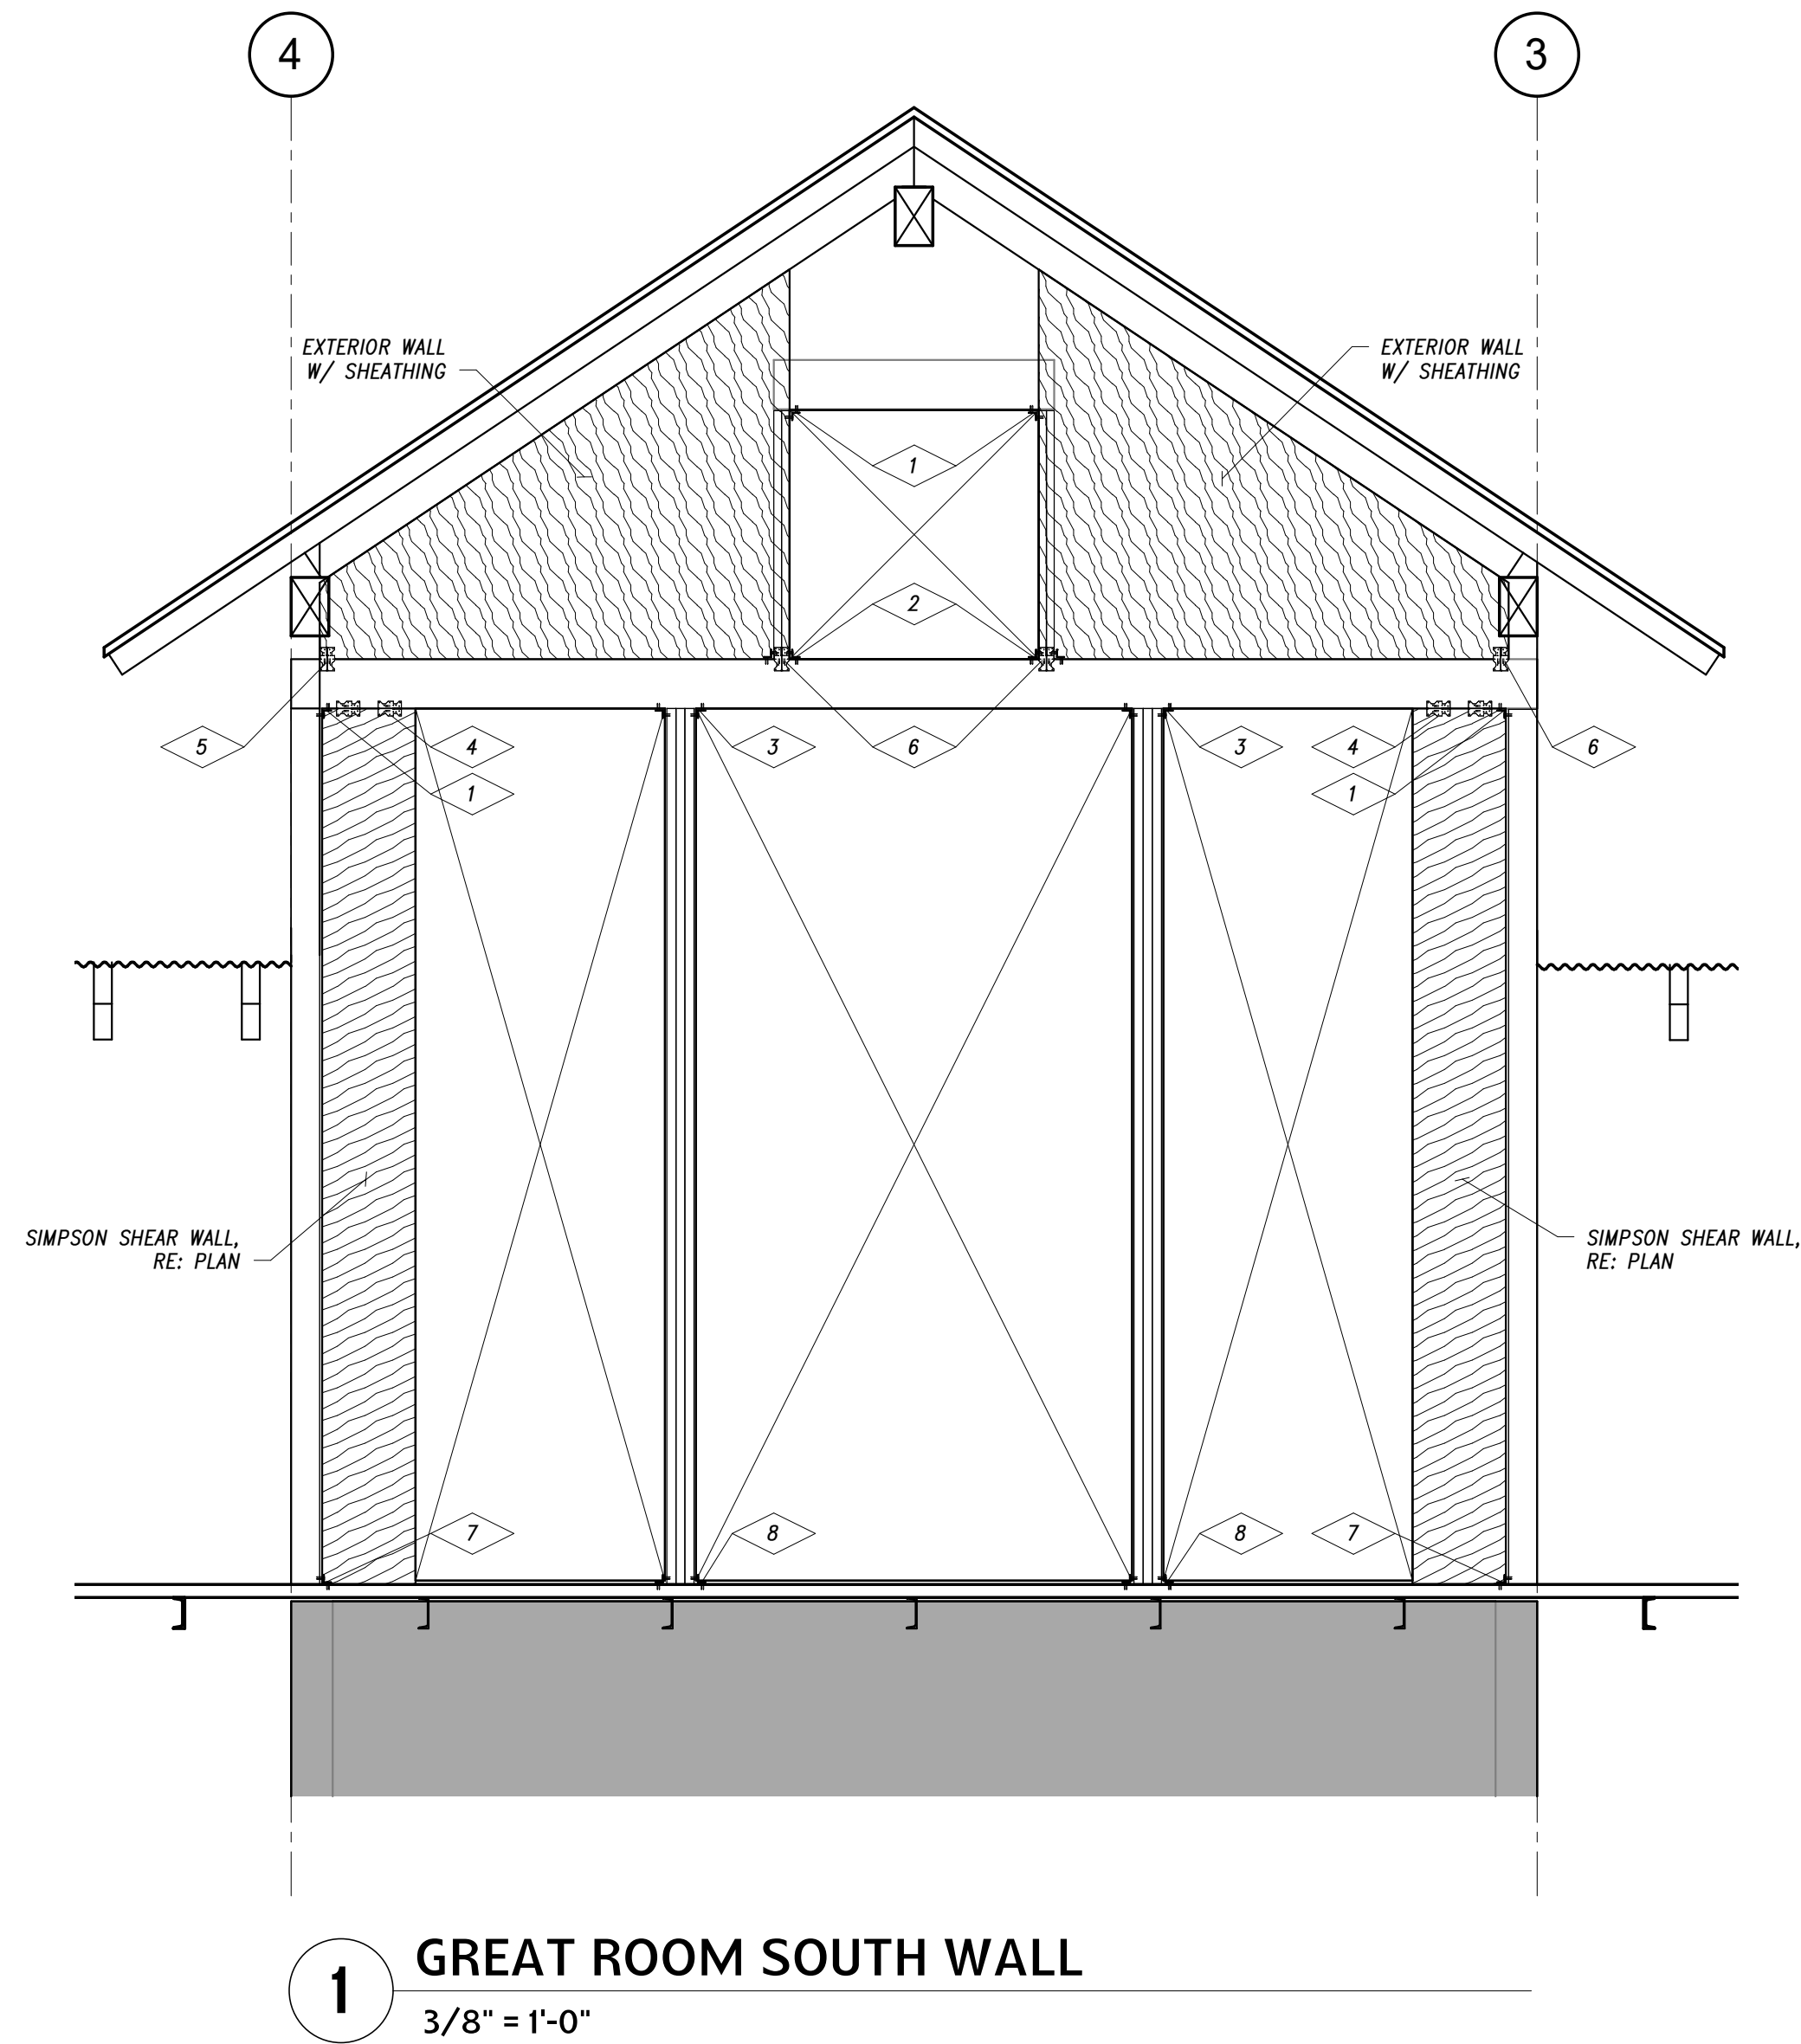 4
3
EXTERIOR WALL
W/ SHEATHING
EXTERIOR WALL
W/ SHEATHING
1
2
5
4
3
6
3
4
6
1
1
SIMPSON SHEAR WALL,
RE: PLAN
SIMPSON SHEAR WALL,
RE: PLAN
7
8
8
7
1
GREAT ROOM SOUTH WALL
3/8" = 1'-0"